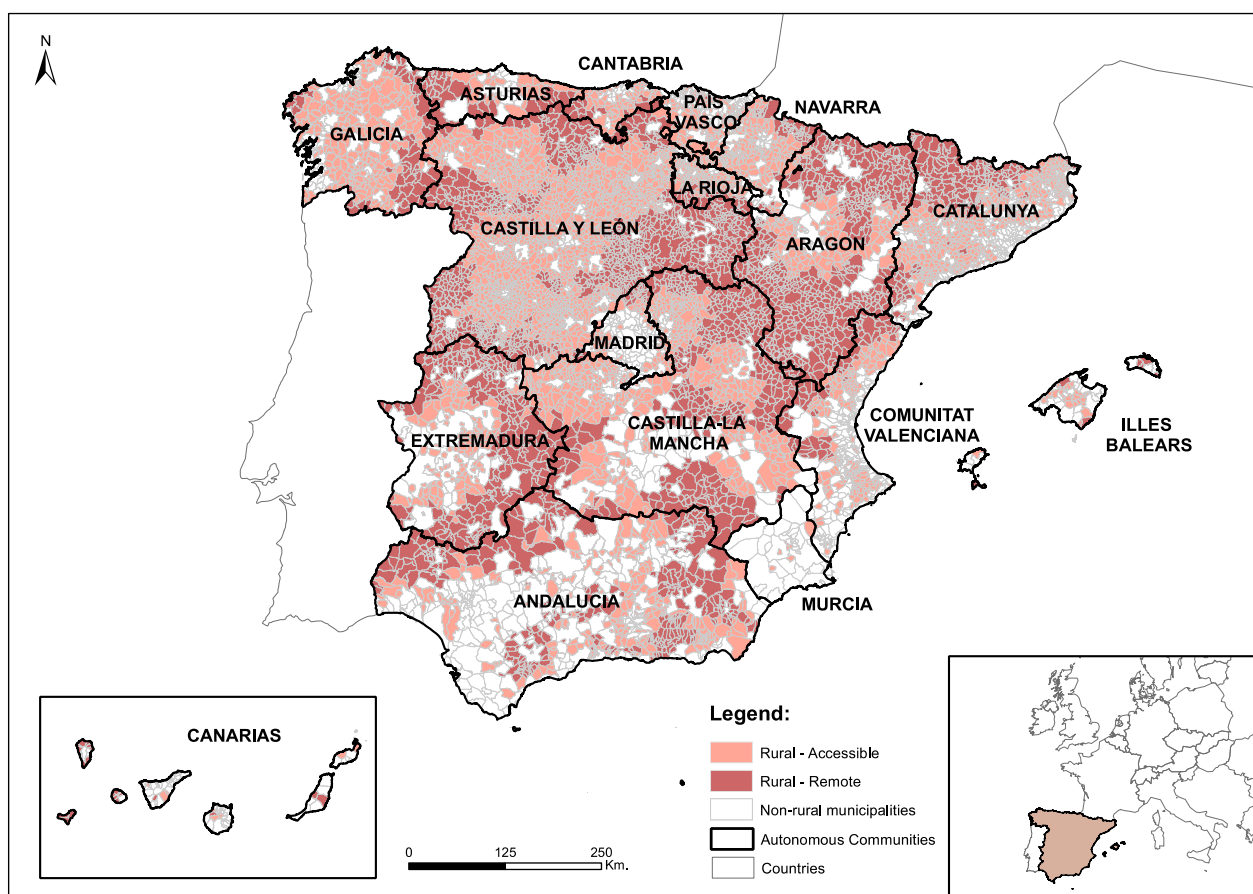 N
CANTABRIA
ASTURIAS
PAÍS
VASCO
NAVARRA
GALICIA
LA RIOJA
CATALUNYA
CASTILLA Y LEÓN
ARAGON
MADRID
COMUNITAT
VALENCIANA
ILLES
BALEARS
EXTREMADURA
CASTILLA-LA
MANCHA
ANDALUCIA
MURCIA
CANARIAS
Legend:
Rural - Accessible
Rural - Remote
Non-rural municipalities
Autonomous Communities
Countries
0 125 250
Km.